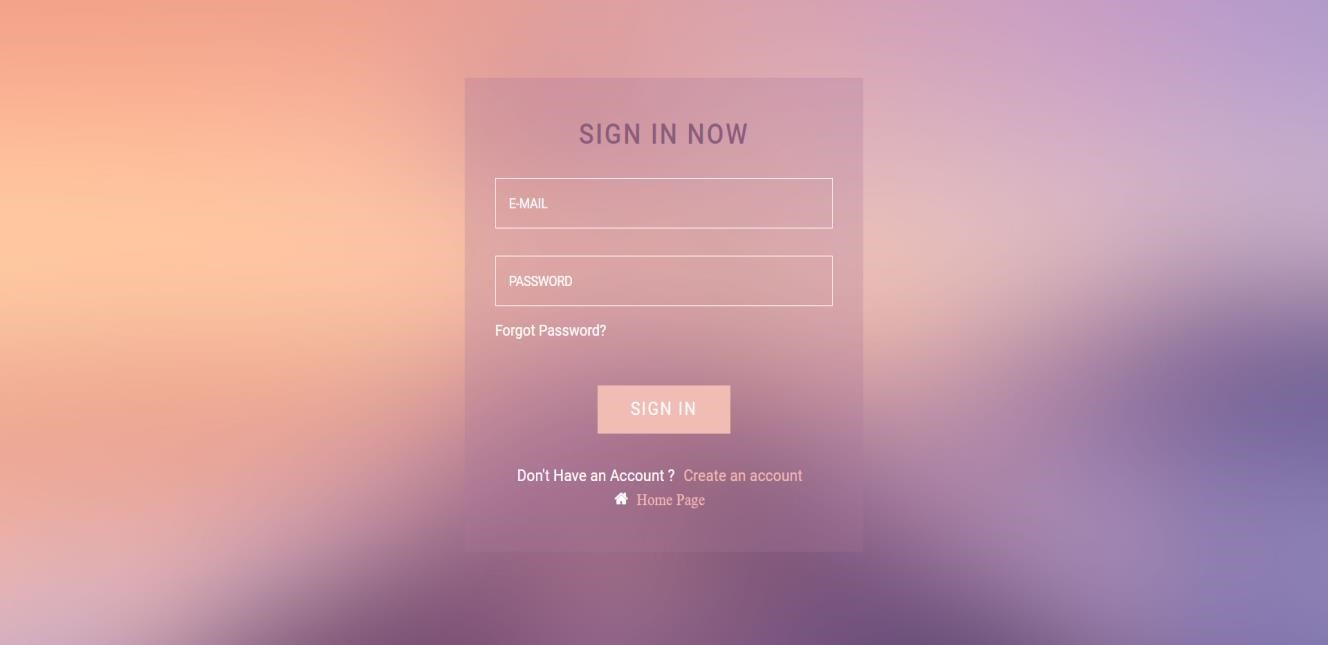 SIGN IN NOW
E-MAIL
PASSWORD
Forgot Password?
SIGN IN
Don't Have an Account ? Create an account
Home Page